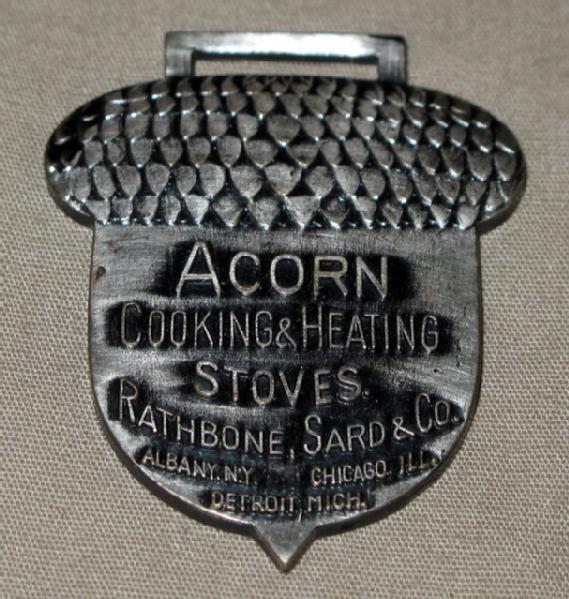 ACORN
COOKING & HEATING
STOVES.
RATHBONE, SARD & CO.
ALBANY. N.Y. CHICAGO. ILL.
DETROIT, MICH.